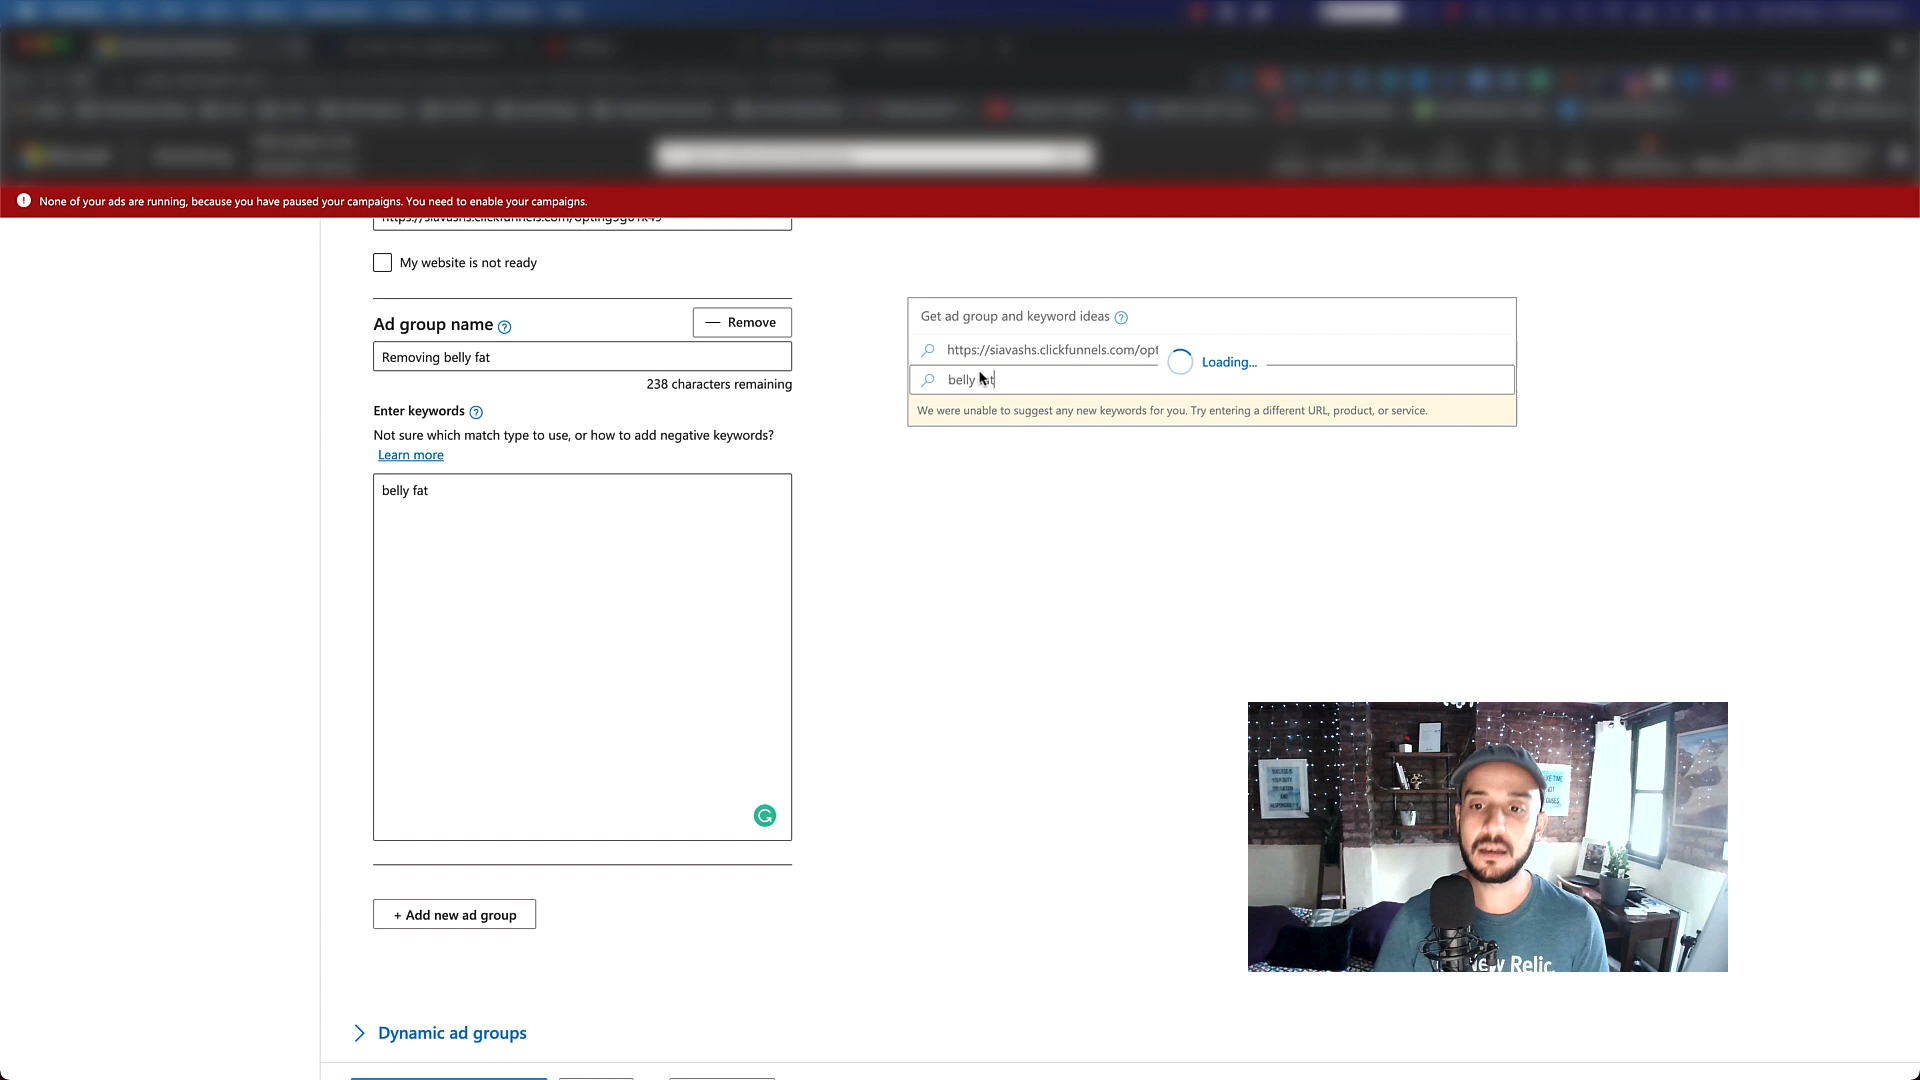 None of your ads are running, because you have paused your campaigns. You need to enable your campaigns.
My website is not ready
Ad group name
Remove
Removing belly fat
238 characters remaining
Enter keywords
Not sure which match type to use, or how to add negative keywords?
Learn more
belly fat
+ Add new ad group
Dynamic ad groups
Get ad group and keyword ideas
https://siavashs.clickfunnels.com/opt
Loading...
belly fat
We were unable to suggest any new keywords for you. Try entering a different URL, product, or service.
New Relic.